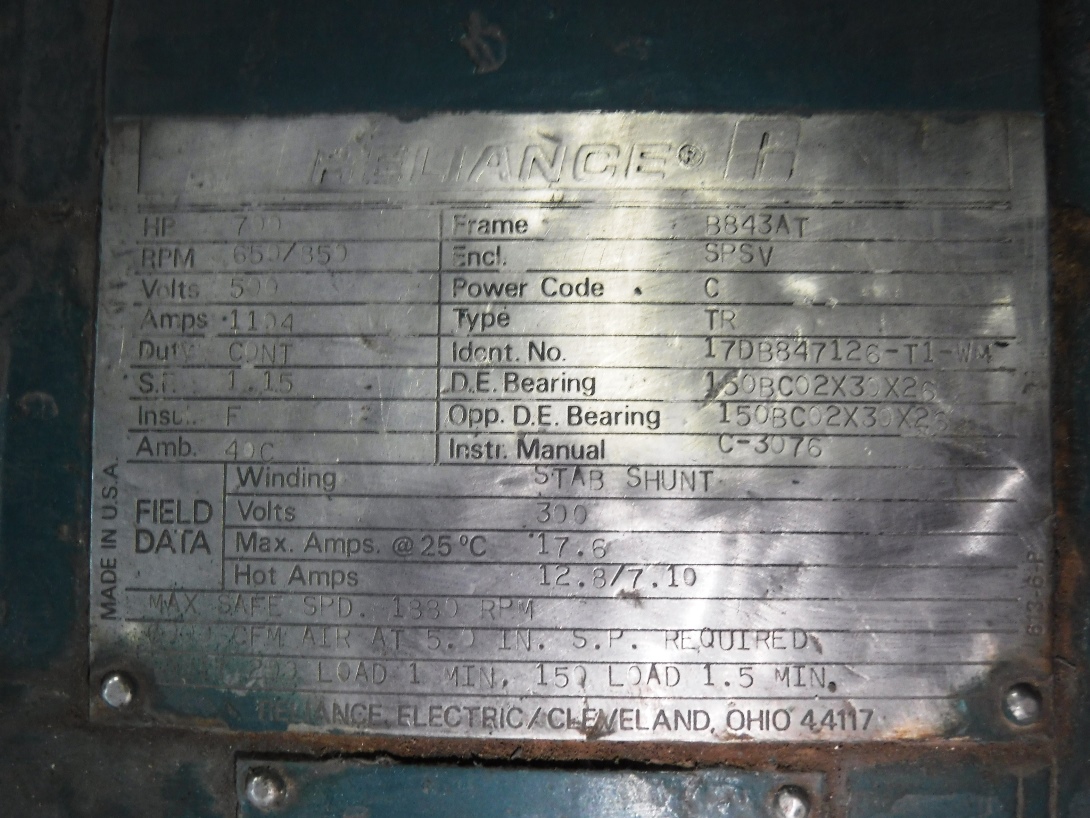 RELIANCE® R
HP 700 Frame B843AT
RPM 650/850 Encl. SPSV
Volts 500 Power Code C
Amps 1104 Type TR
Duty CONT Ident. No. 17DB847126-T1-WM
S.F. 1.15 D.E. Bearing 150BC02X30X26
Insul. F Opp. D.E. Bearing 150BC02X30X26
Amb. 40C Instr. Manual C-3076
MADE IN U.S.A.
FIELD DATA
Winding STAB SHUNT
Volts 300
Max. Amps. @ 25°C 17.6
Hot Amps 12.8/7.10
MAX SAFE SPD. RPM
CFM AIR AT 5.0 IN. S.P. REQUIRED
200 LOAD 1 MIN. 150 LOAD 1.5 MIN.
RELIANCE ELECTRIC/CLEVELAND, OHIO 44117